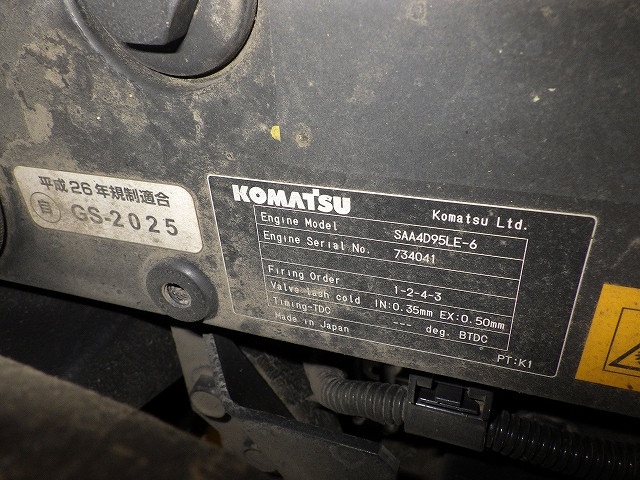 平成26年規制適合
自 GS-2025
KOMATSU Komatsu Ltd.
Engine Model SAA4D95LE-6
Engine Serial No. 734041
Firing Order 1-2-4-3
Valve lash cold IN:0.35mm EX:0.50mm
Timing-TDC --- deg. BTDC
Made in Japan
PT:K1